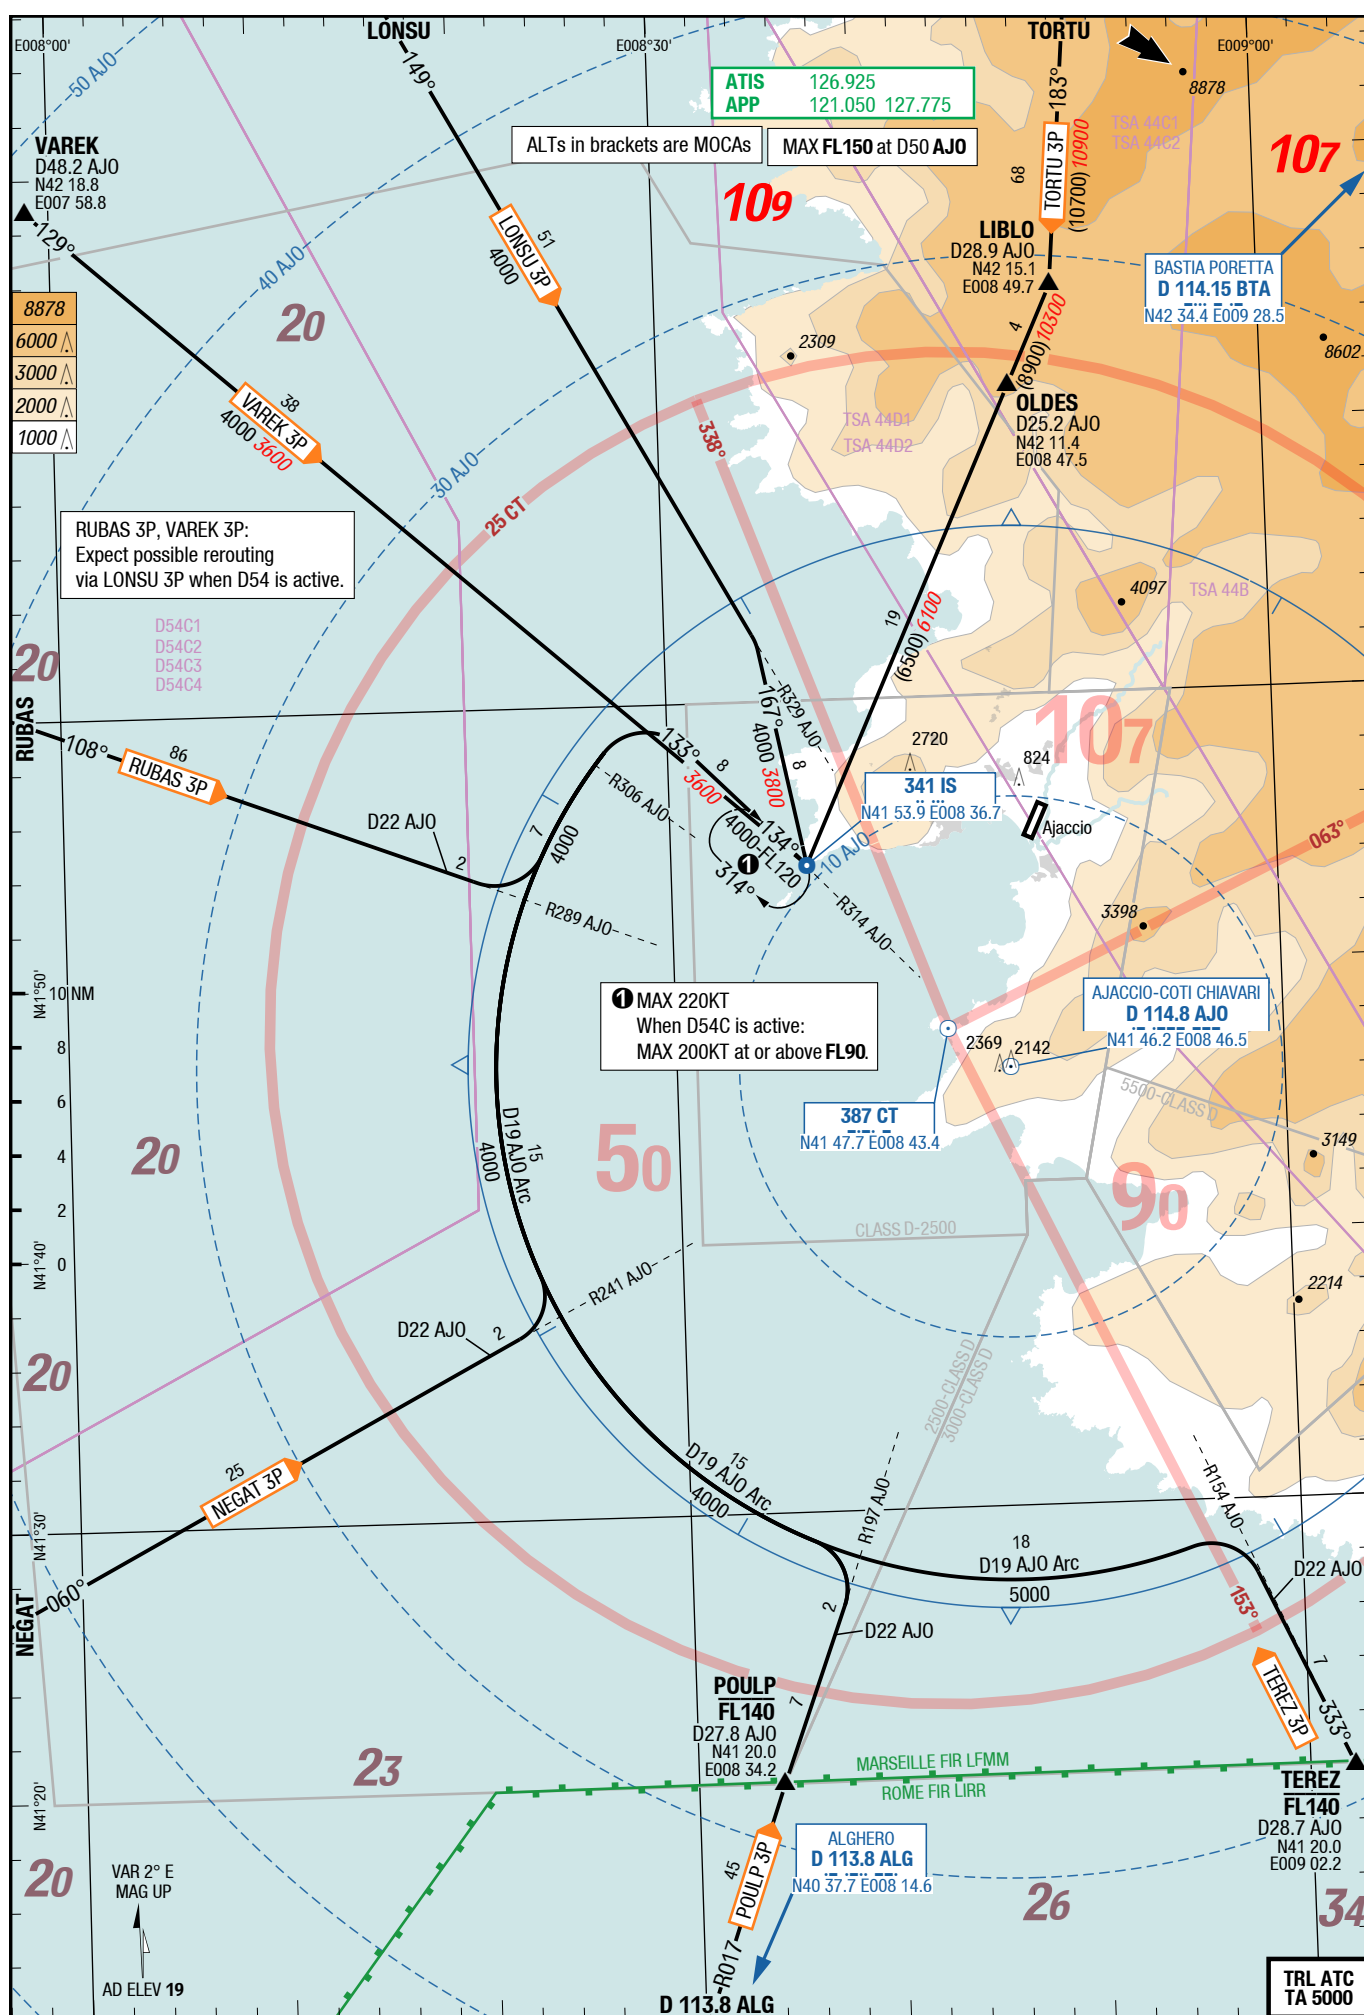 LONSU
TORTU
E008°00'
E008°30'
E009°00'
50 AJO
149°
183°
8878
ATIS 126.925
APP 121.050 127.775
TSA 44C1
TSA 44C2
ALTs in brackets are MOCAs
MAX FL150 at D50 AJO
107
109
VAREK
D48.2 AJO
N42 18.8
E007 58.8
129°
68
TORTU 3P
(10700) 10900
51
LONSU 3P
4000
LIBLO
D28.9 AJO
N42 15.1
E008 49.7
40 AJO
BASTIA PORETTA
D 114.15 BTA
N42 34.4 E009 28.5
8878
6000
3000
2000
1000
20
4
(8900) 10300
2309
8602
38
VAREK 3P
4000 3600
OLDES
D25.2 AJO
N42 11.4
E008 47.5
TSA 44D1
TSA 44D2
338°
30 AJO
25 CT
RUBAS 3P, VAREK 3P:
Expect possible rerouting
via LONSU 3P when D54 is active.
4097
TSA 44B
19
(6500) 6100
D54C1
D54C2
D54C3
D54C4
20
RUBAS
108°
86
RUBAS 3P
R329 AJO
167°
4000 3800
8
133°
8
3600
107
2720
824
341 IS
N41 53.9 E008 36.7
R306 AJO
D22 AJO
2
7
4000
134°
4000-FL120
1
314°
10 AJO
Ajaccio
063°
R289 AJO
R314 AJO
3398
N41°50'
10 NM
8
6
4
2
0
1 MAX 220KT
When D54C is active:
MAX 200KT at or above FL90.
AJACCIO-COTI CHIAVARI
D 114.8 AJO
N41 46.2 E008 46.5
2369
2142
5500-CLASS D
387 CT
N41 47.7 E008 43.4
15
D19 AJO Arc
4000
20
50
3149
90
CLASS D-2500
N41°40'
R241 AJO
2214
D22 AJO
2
20
2500-CLASS D
3000-CLASS D
25
NEGAT 3P
15
D19 AJO Arc
4000
R197 AJO
R154 AJO
N41°30'
18
D19 AJO Arc
5000
D22 AJO
060°
NEGAT
153°
2
D22 AJO
7
TEREZ 3P
333°
POULP
FL140
D27.8 AJO
N41 20.0
E008 34.2
7
23
MARSEILLE FIR LFMM
ROME FIR LIRR
TEREZ
FL140
D28.7 AJO
N41 20.0
E009 02.2
N41°20'
20
VAR 2° E
MAG UP
AD ELEV 19
45
POULP 3P
R017
D 113.8 ALG
ALGHERO
D 113.8 ALG
N40 37.7 E008 14.6
26
34
TRL ATC
TA 5000